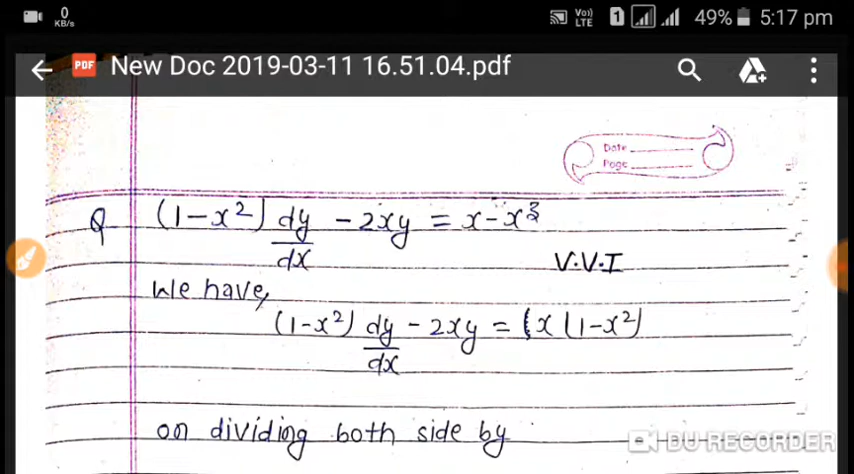 0 KB/s Vo) LTE 1 49% 5:17 pm
PDF New Doc 2019-03-11 16.51.04.pdf
Date
Page
Q (1-x²) dy/dx - 2xy = x-x³
V.V.I
We have,
(1-x²) dy/dx - 2xy = (x (1-x²)
on dividing both side by
DU RECORDER